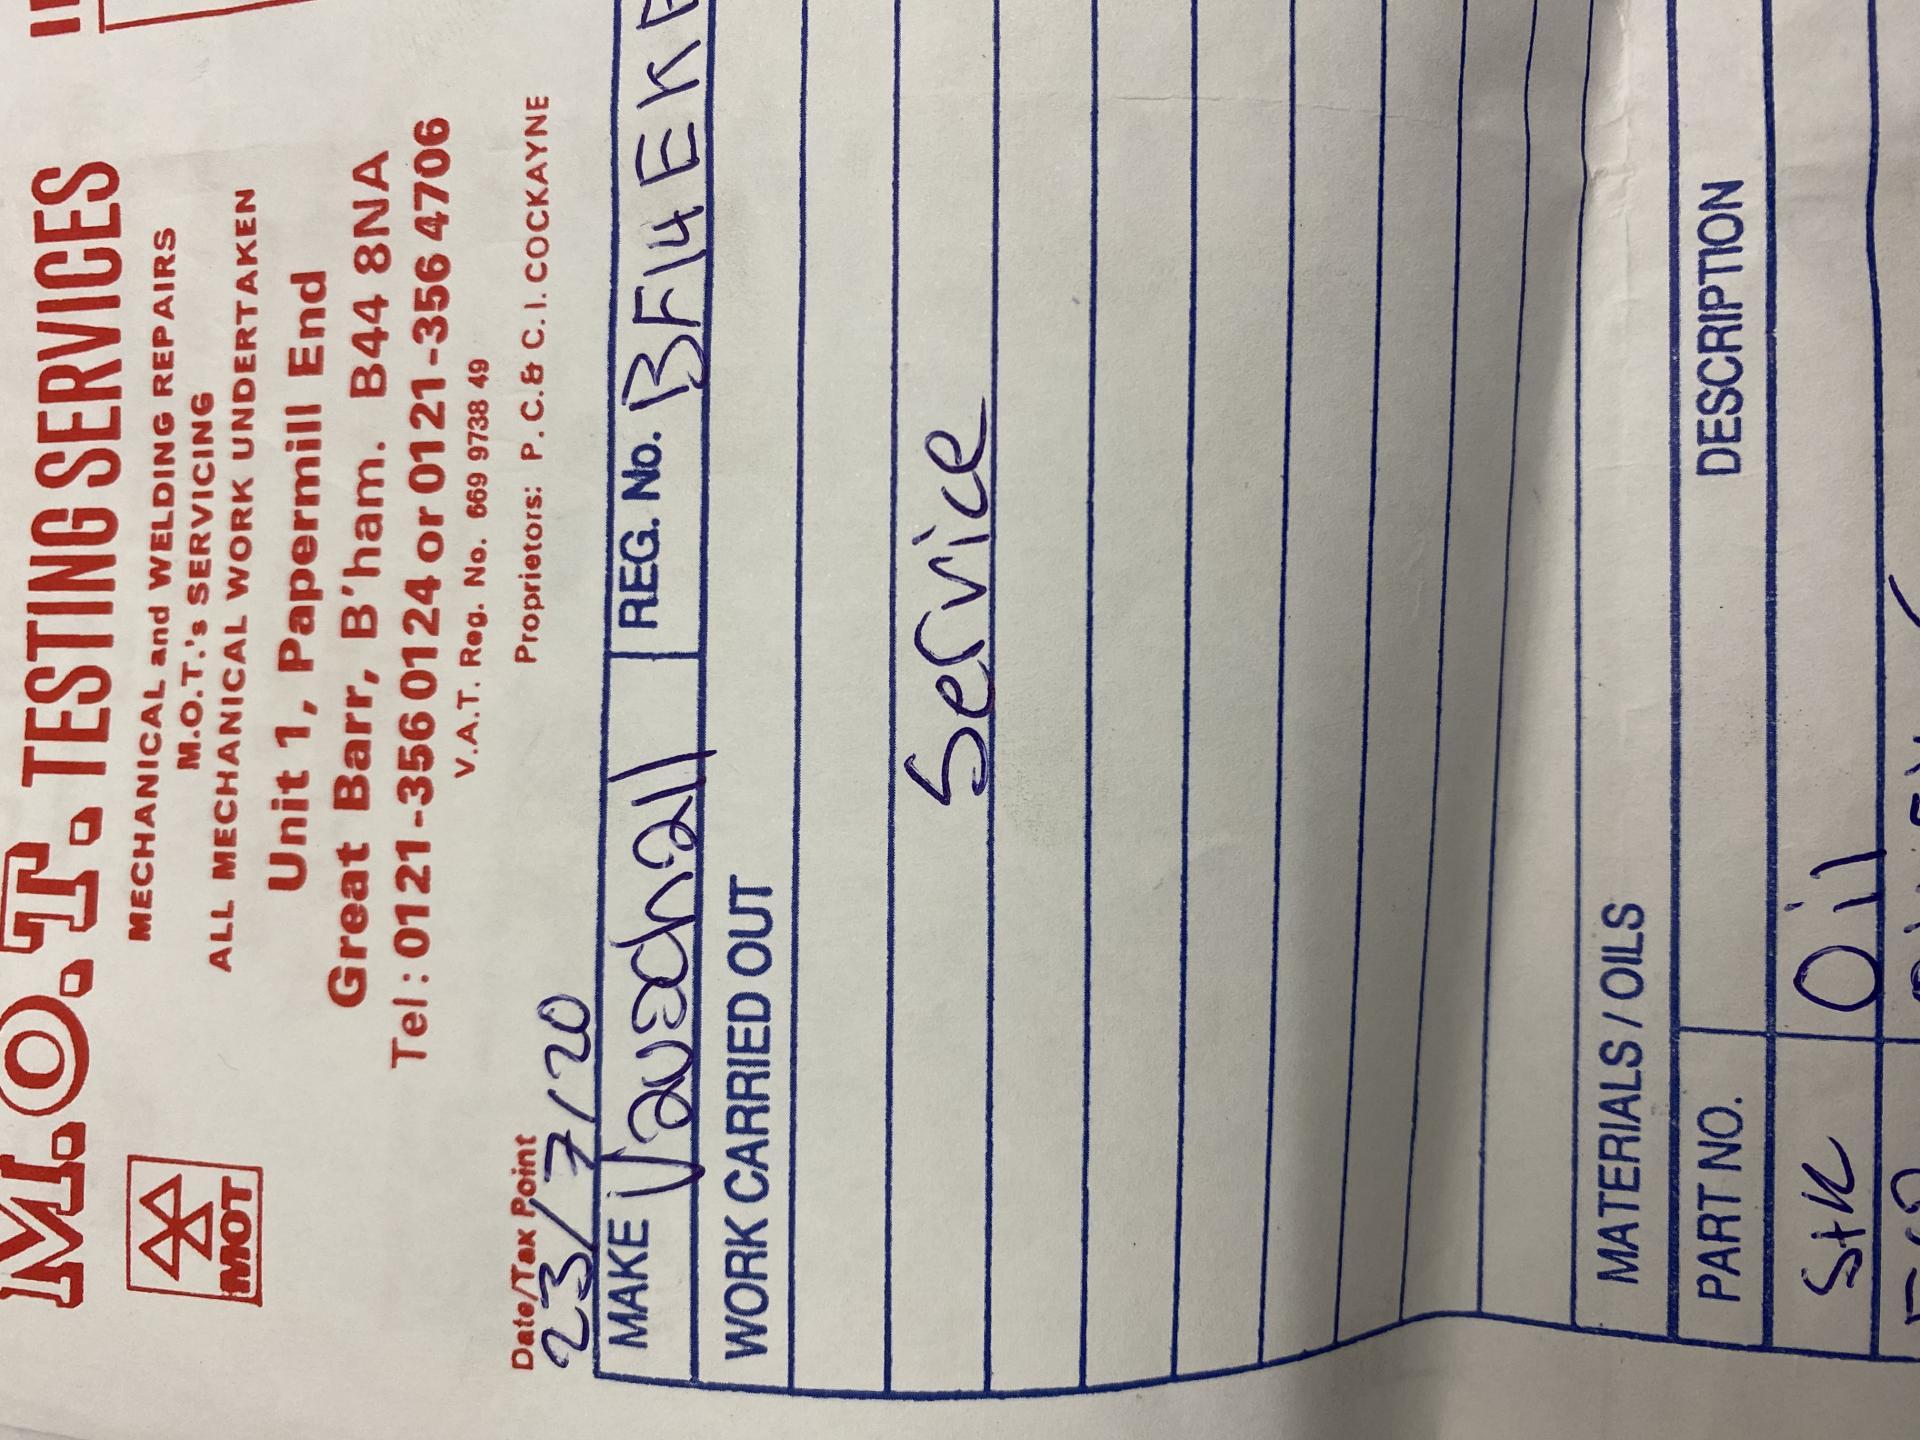 M.O.T. TESTING SERVICES
MECHANICAL and WELDING REPAIRS
M.O.T.'s SERVICING
ALL MECHANICAL WORK UNDERTAKEN
MOT
Unit 1, Papermill End
Great Barr, B'ham. B44 8NA
Tel: 0121-356 0124 or 0121-356 4706
V.A.T. Reg. No. 669 9738 49
Date/Tax Point
Proprietors: P.C. & C.I. COCKAYNE
23/7/20
MAKE Vauxhall REG. No. BF14EK
WORK CARRIED OUT
Service
MATERIALS / OILS
PART NO. DESCRIPTION
Stk Oil